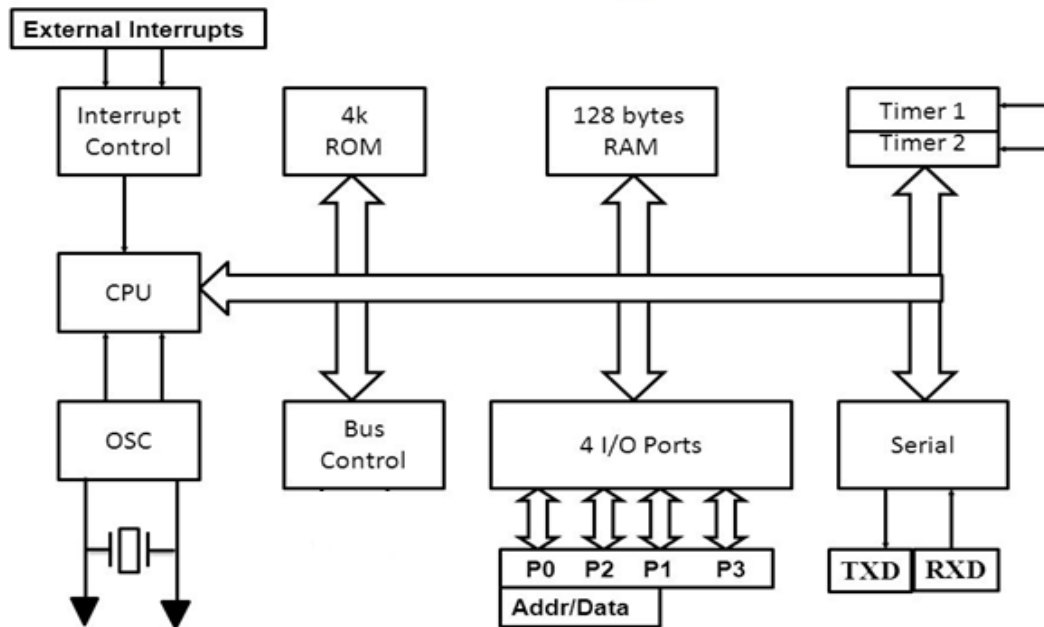 External Interrupts
Interrupt
Control
4k
ROM
128 bytes
RAM
Timer 1
Timer 2
CPU
OSC
Bus
Control
4 I/O Ports
Serial
P0 P2 P1 P3
Addr/Data
TXD RXD